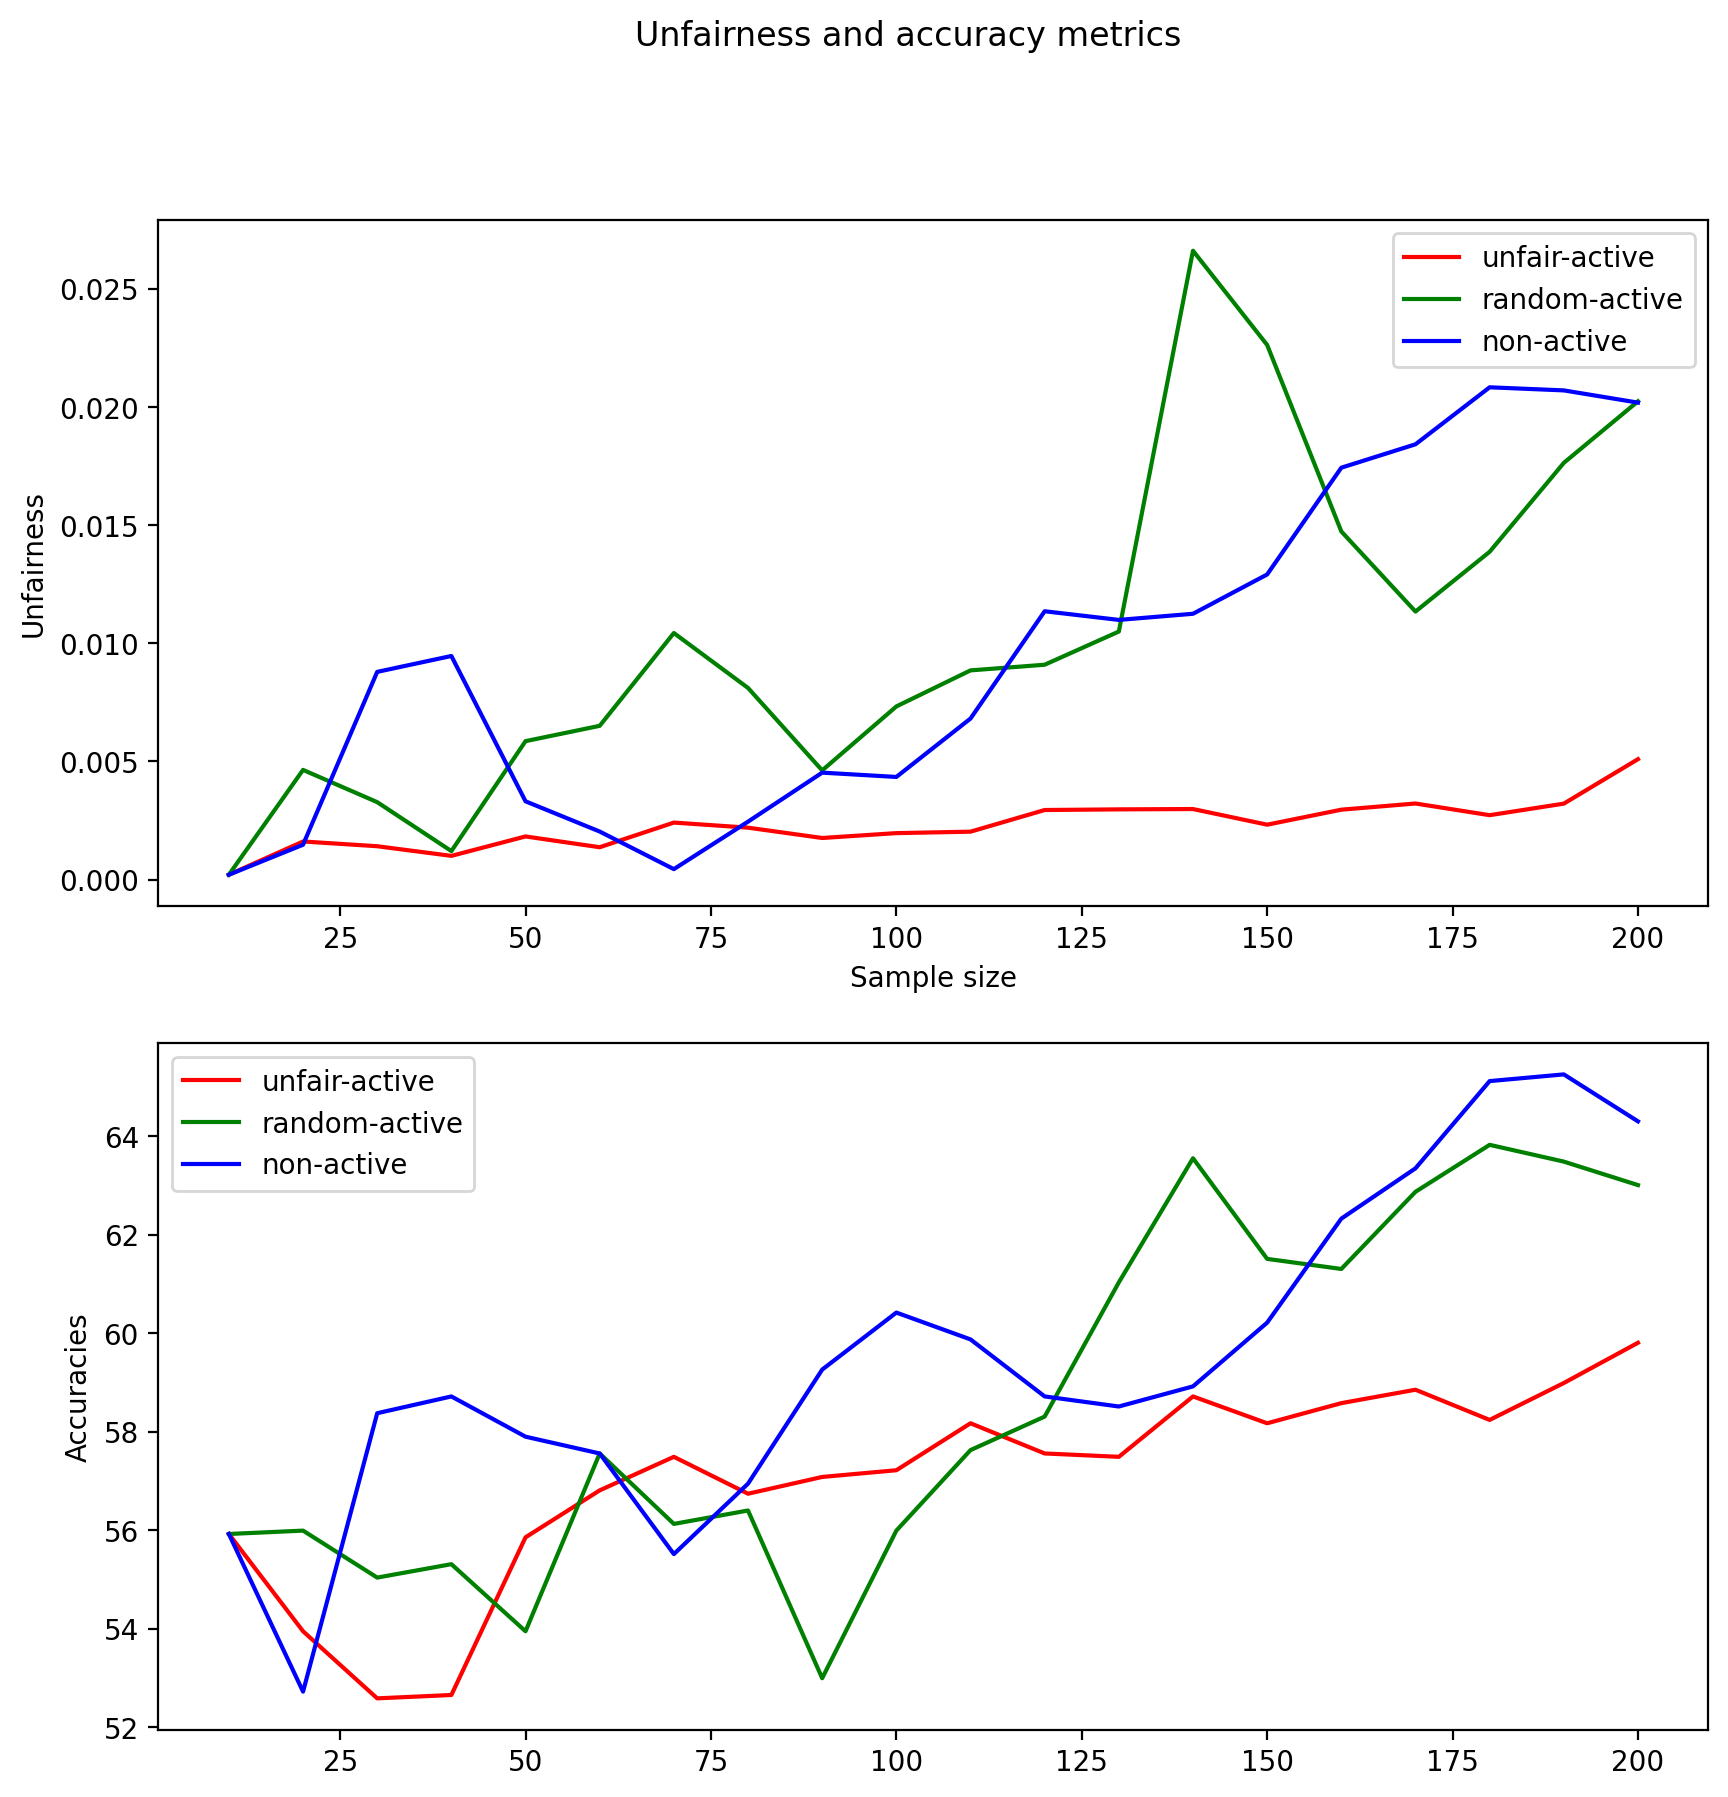 Unfairness and accuracy metrics
unfair-active
random-active
non-active
0.025
0.020
0.015
0.010
0.005
0.000
Unfairness
25 50 75 100 125 150 175 200
Sample size
unfair-active
random-active
non-active
64
62
60
58
56
54
52
Accuracies
25 50 75 100 125 150 175 200